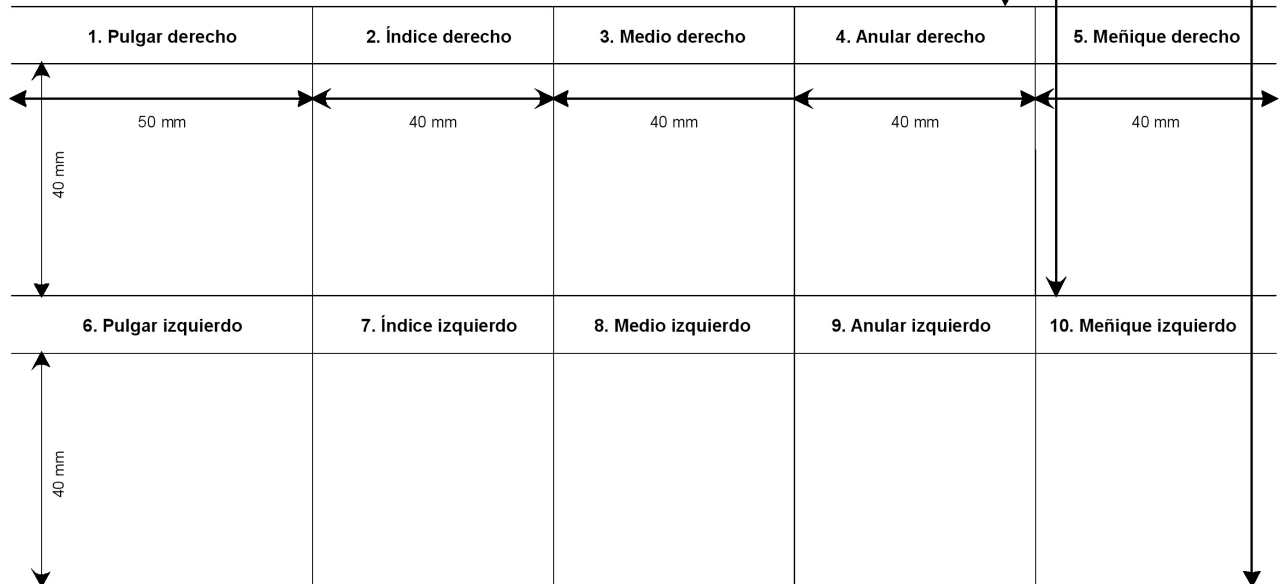 1. Pulgar derecho 2. Índice derecho 3. Medio derecho 4. Anular derecho 5. Meñique derecho
50 mm 40 mm 40 mm 40 mm 40 mm
40 mm
6. Pulgar izquierdo 7. Índice izquierdo 8. Medio izquierdo 9. Anular izquierdo 10. Meñique izquierdo
40 mm